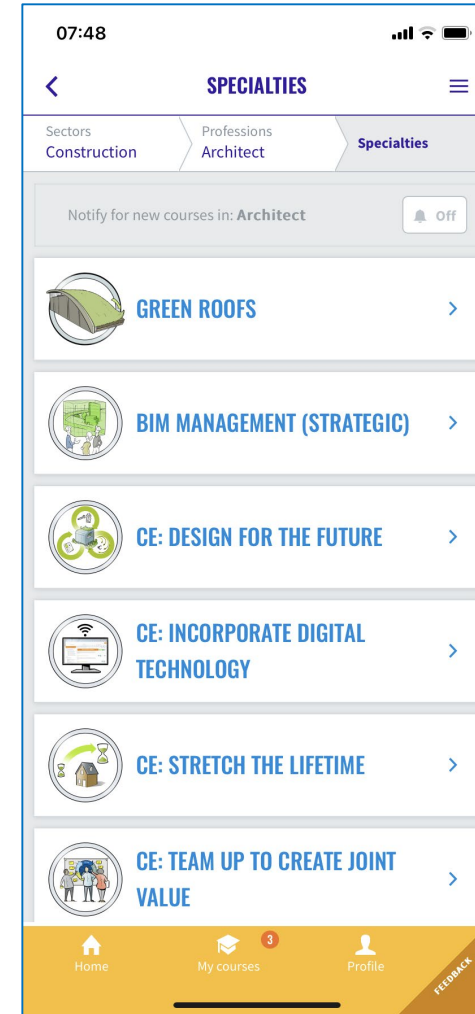 07:48
SPECIALTIES
Sectors
Construction
Professions
Architect
Specialties
Notify for new courses in: Architect
Off
GREEN ROOFS
BIM MANAGEMENT (STRATEGIC)
CE: DESIGN FOR THE FUTURE
CE: INCORPORATE DIGITAL
TECHNOLOGY
CE: STRETCH THE LIFETIME
CE: TEAM UP TO CREATE JOINT
VALUE
3
Home
My courses
Profile
FEEDBACK